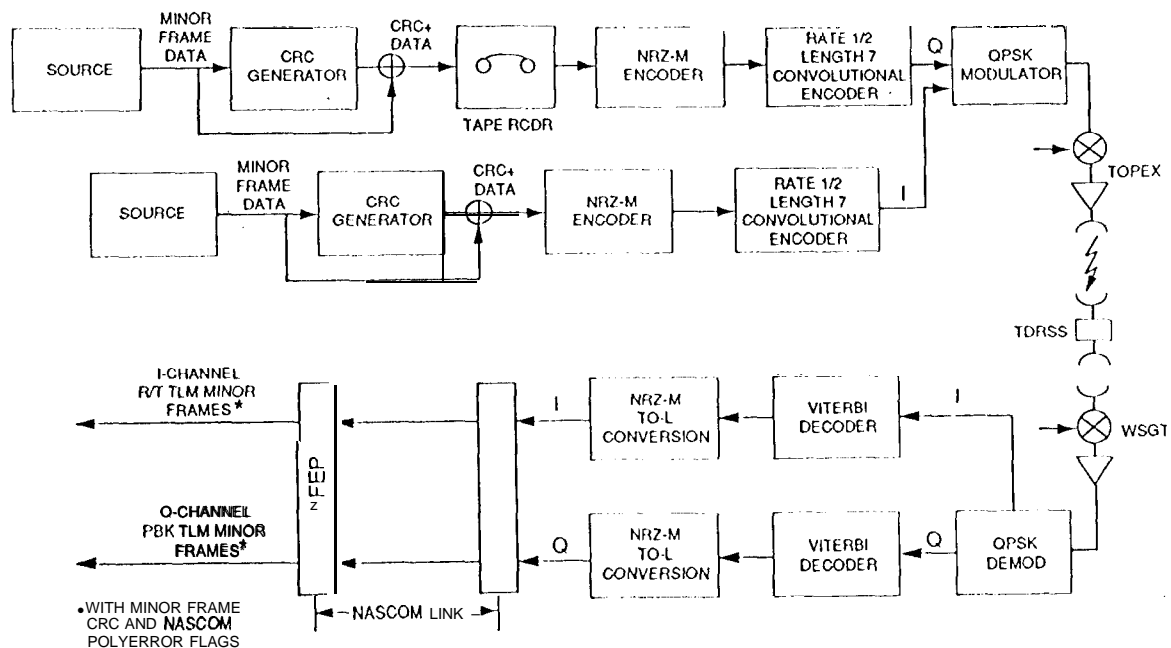 MINOR
FRAME
DATA
CRC+
DATA
SOURCE
CRC
GENERATOR
TAPE RCDR
NRZ-M
ENCODER
RATE 1/2
LENGTH 7
CONVOLUTIONAL
ENCODER
Q
QPSK
MODULATOR
TOPEX
MINOR
FRAME
DATA
CRC+
DATA
SOURCE
CRC
GENERATOR
NRZ-M
ENCODER
RATE 1/2
LENGTH 7
CONVOLUTIONAL
ENCODER
I
TDRSS
I-CHANNEL
R/T TLM MINOR
FRAMES*
I
NRZ-M
TO-L
CONVERSION
VITERBI
DECODER
I
WSGT
NFEP
O-CHANNEL
PBK TLM MINOR
FRAMES*
Q
NRZ-M
TO-L
CONVERSION
VITERBI
DECODER
Q
QPSK
DEMOD
NASCOM LINK
•WITH MINOR FRAME
CRC AND NASCOM
POLYERROR FLAGS